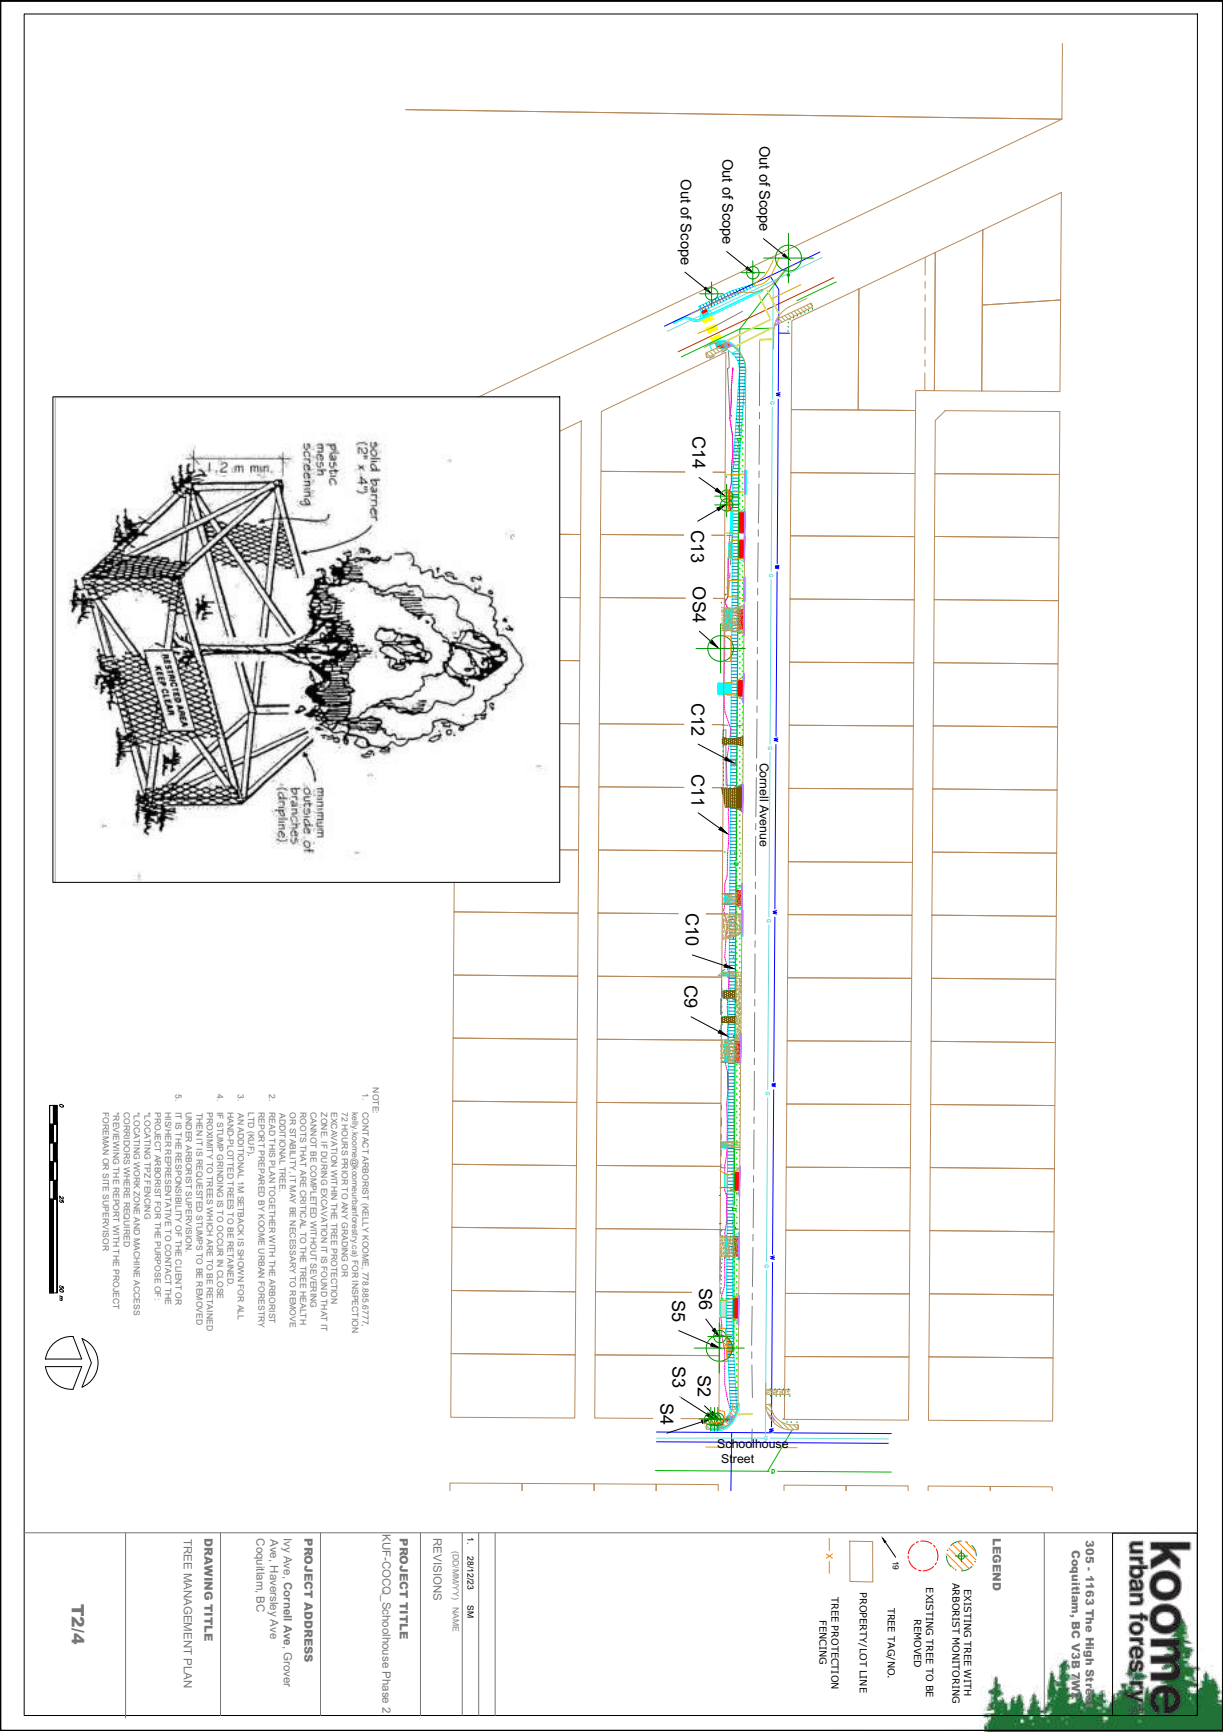 Out of Scope
Out of Scope
Out of Scope
C14
C13
OS4
C12
C11
C10
C9
S6
S5
S2
S3
S4
Cornell Avenue
Schoolhouse
Street
solid barrier
(2" x 4")
plastic
mesh
screening
1.2 m min.
RESTRICTED AREA
KEEP CLEAR
minimum
outside of
branches
(dripline)
NOTE:
1. CONTACT ARBORIST (KELLY KOOME, 778.885.6777,
kelly.koome@koomeurbanforestry.ca) FOR INSPECTION
72 HOURS PRIOR TO ANY GRADING OR
EXCAVATION WITHIN THE TREE PROTECTION
ZONE. IF DURING EXCAVATION IT IS FOUND THAT IT
CANNOT BE COMPLETED WITHOUT SEVERING
ROOTS THAT ARE CRITICAL TO THE TREE HEALTH
OR STABILITY, IT MAY BE NECESSARY TO REMOVE
ADDITIONAL TREE.
2. READ THIS PLAN TOGETHER WITH THE ARBORIST
REPORT PREPARED BY KOOME URBAN FORESTRY
LTD (KUF).
3. AN ADDITIONAL 1M SETBACK IS SHOWN FOR ALL
HAND-PLOTTED TREES TO BE RETAINED.
4. IF STUMP GRINDING IS TO OCCUR IN CLOSE
PROXIMITY TO TREES WHICH ARE TO BE RETAINED
THEN IT IS REQUESTED STUMPS TO BE REMOVED
UNDER ARBORIST SUPERVISION.
5. IT IS THE RESPONSIBILITY OF THE CLIENT OR
HIS/HER REPRESENTATIVE TO CONTACT THE
PROJECT ARBORIST FOR THE PURPOSE OF:
*LOCATING TPZ FENCING
*LOCATING WORK ZONE AND MACHINE ACCESS
CORRIDORS WHERE REQUIRED
*REVIEWING THE REPORT WITH THE PROJECT
FOREMAN OR SITE SUPERVISOR
0 25 50 m
koome
urban forestry
305 - 1163 The High Street
Coquitlam, BC V3B 7W
LEGEND
EXISTING TREE WITH
ARBORIST MONITORING
EXISTING TREE TO BE
REMOVED
19
TREE TAG/NO.
PROPERTY/LOT LINE
X
TREE PROTECTION
FENCING
1. 28/12/23 SM
(DD/MM/YY) NAME
REVISIONS
PROJECT TITLE
KUF-COCQ_Schoolhouse Phase 2
PROJECT ADDRESS
Ivy Ave, Cornell Ave, Grover
Ave, Haversley Ave
Coquitlam, BC
DRAWING TITLE
TREE MANAGEMENT PLAN
T2/4